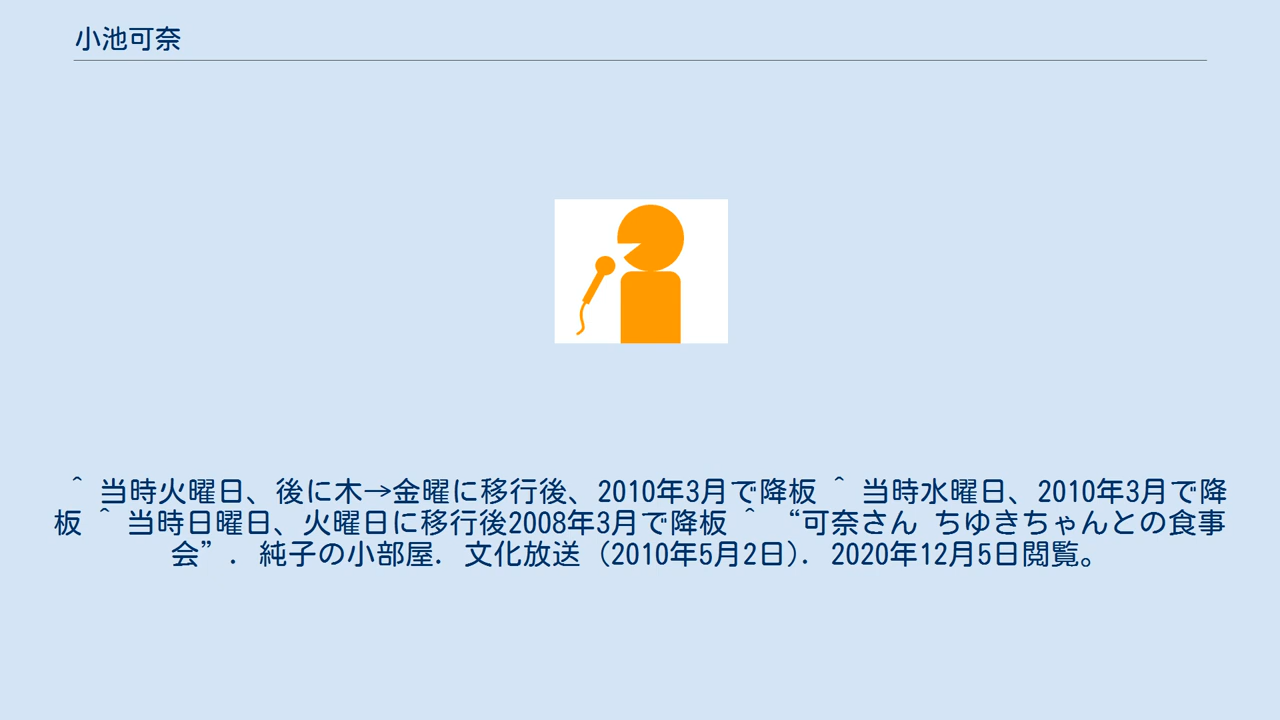 小池可奈
^ 当時火曜日、後に木→金曜に移行後、2010年3月で降板 ^ 当時水曜日、2010年3月で降
板 ^ 当時日曜日、火曜日に移行後2008年3月で降板 ^ “可奈さん ちゆきちゃんとの食事
会”. 純子の小部屋. 文化放送 (2010年5月2日). 2020年12月5日閲覧。